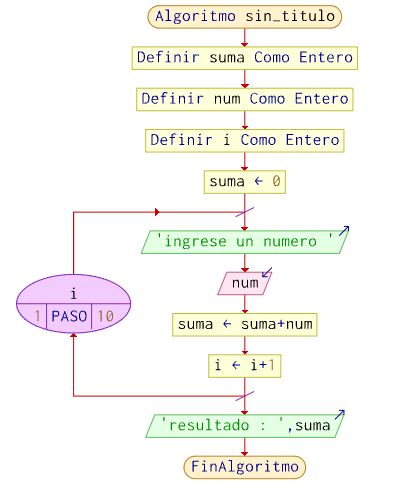 Algoritmo sin_titulo
Definir suma Como Entero
Definir num Como Entero
Definir i Como Entero
suma ← 0
'ingrese un numero '
i
1 PASO 10
num
suma ← suma+num
i ← i+1
'resultado : ',suma
FinAlgoritmo